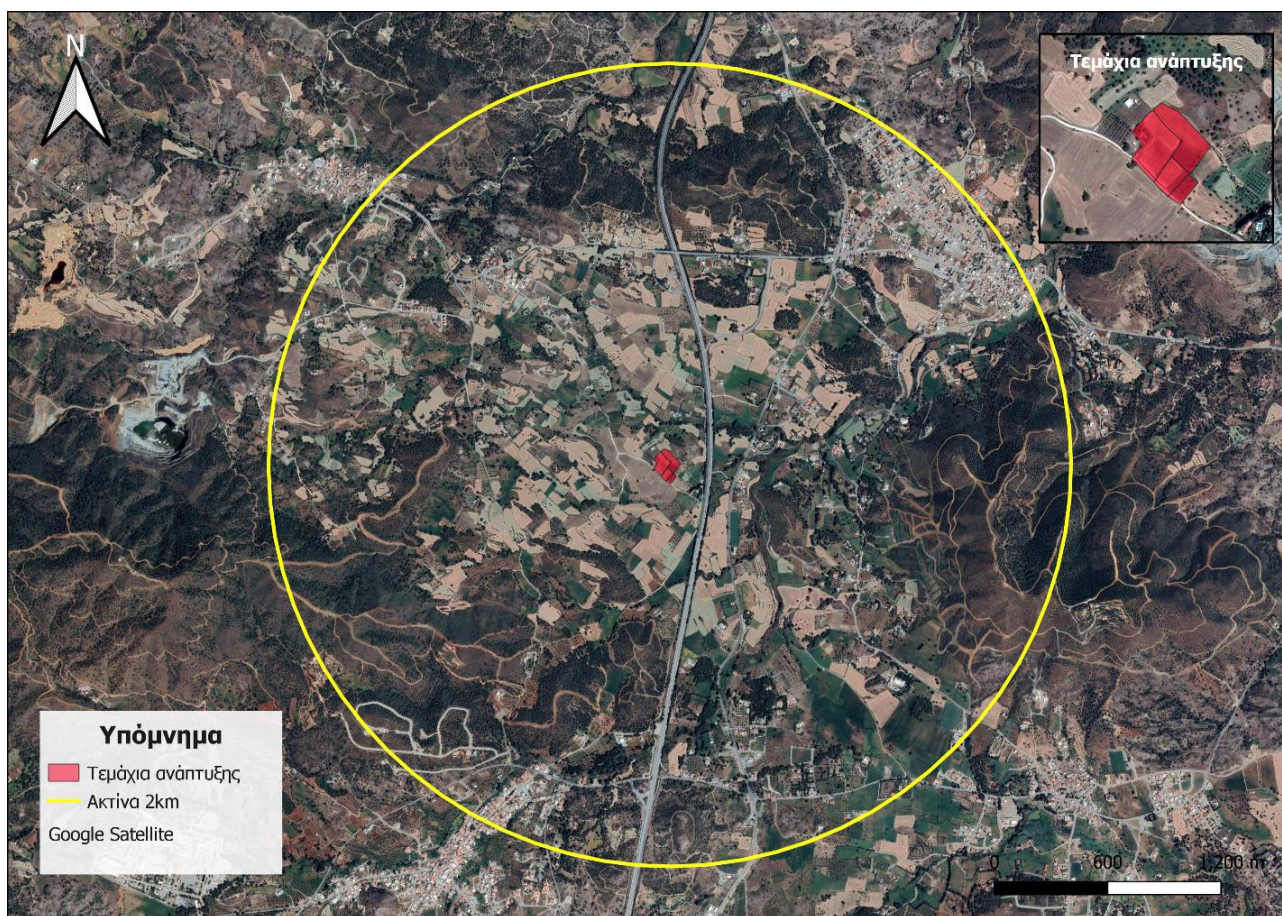 N
Τεμάχια ανάπτυξης
Υπόμνημα
Τεμάχια ανάπτυξης
Ακτίνα 2km
Google Satellite
0 600 1.200 m